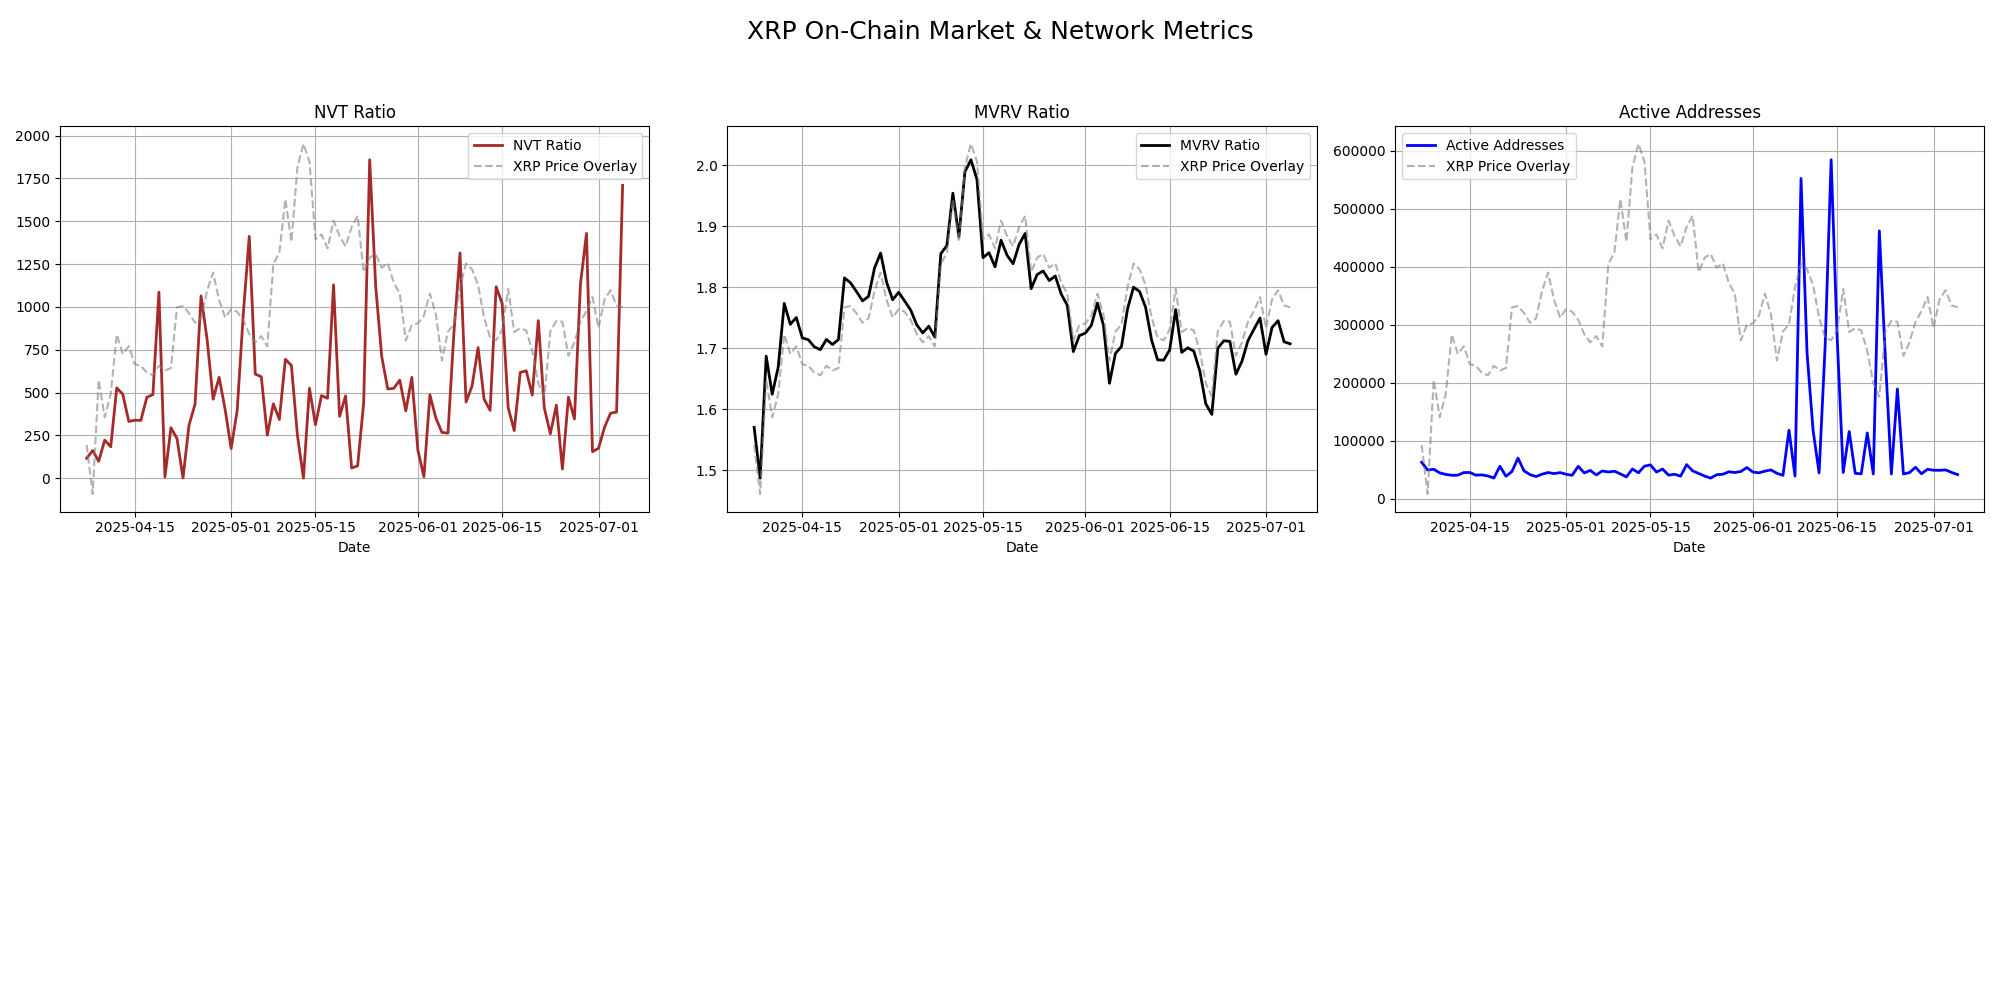 XRP On-Chain Market & Network Metrics
NVT Ratio
2000
1750
1500
1250
1000
750
500
250
0
NVT Ratio
XRP Price Overlay
2025-04-15 2025-05-01 2025-05-15 2025-06-01 2025-06-15 2025-07-01
Date
MVRV Ratio
2.0
1.9
1.8
1.7
1.6
1.5
MVRV Ratio
XRP Price Overlay
2025-04-15 2025-05-01 2025-05-15 2025-06-01 2025-06-15 2025-07-01
Date
Active Addresses
600000
500000
400000
300000
200000
100000
0
Active Addresses
XRP Price Overlay
2025-04-15 2025-05-01 2025-05-15 2025-06-01 2025-06-15 2025-07-01
Date